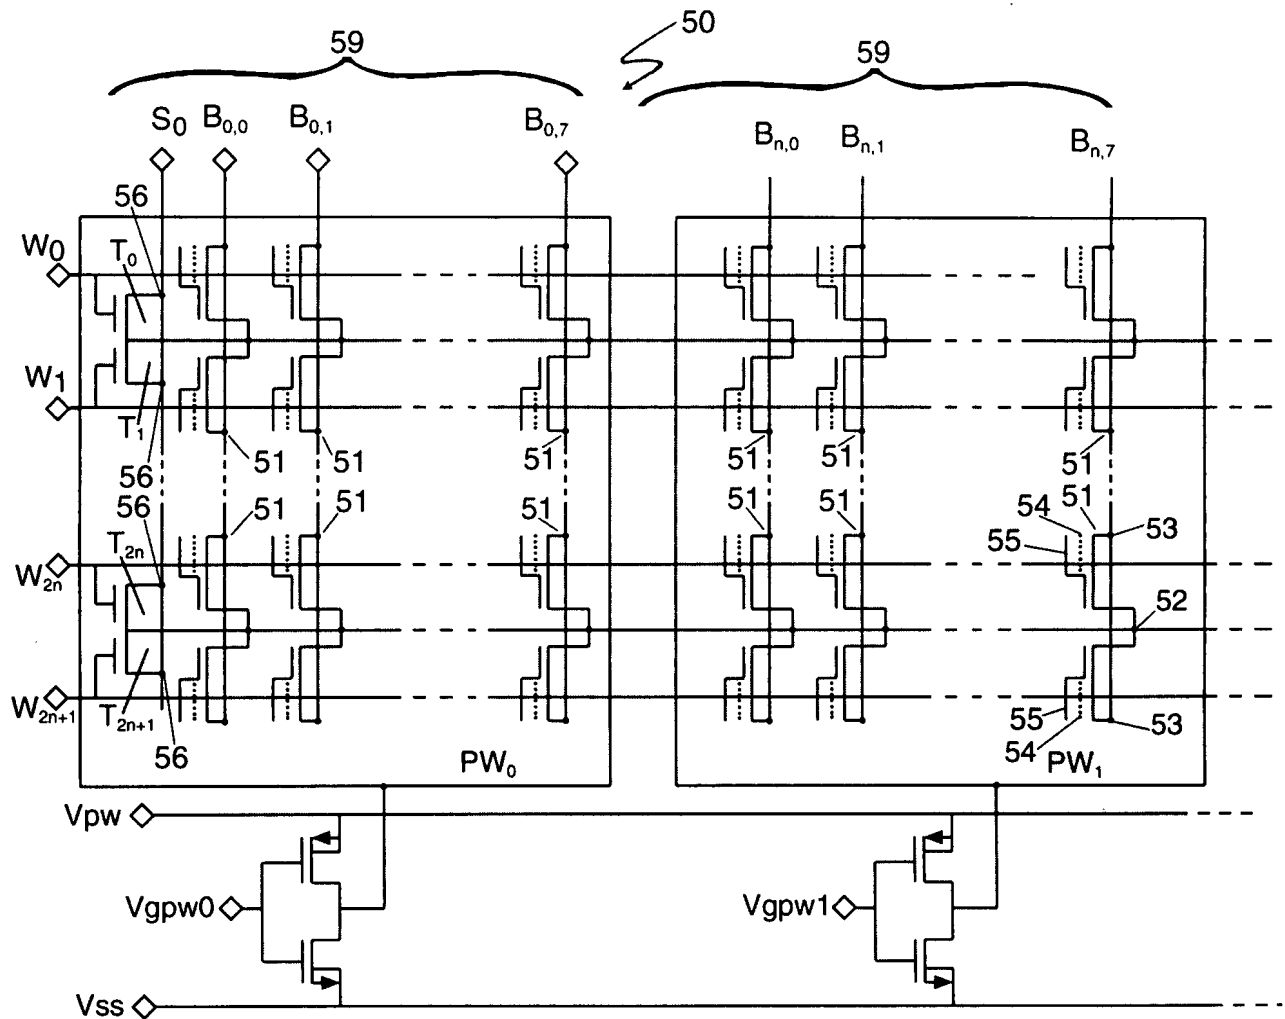 50
59 59
S0 B0,0 B0,1 B0,7 Bn,0 Bn,1 Bn,7
56
W0 T0
W1
T1
56 51 51 51 51 51 51
56 51 51 51 51 51 54 51 53
T2n 55
W2n
52
W2n+1 T2n+1 55 53
56 54
PW0 PW1
Vpw
Vgpw0 Vgpw1
Vss